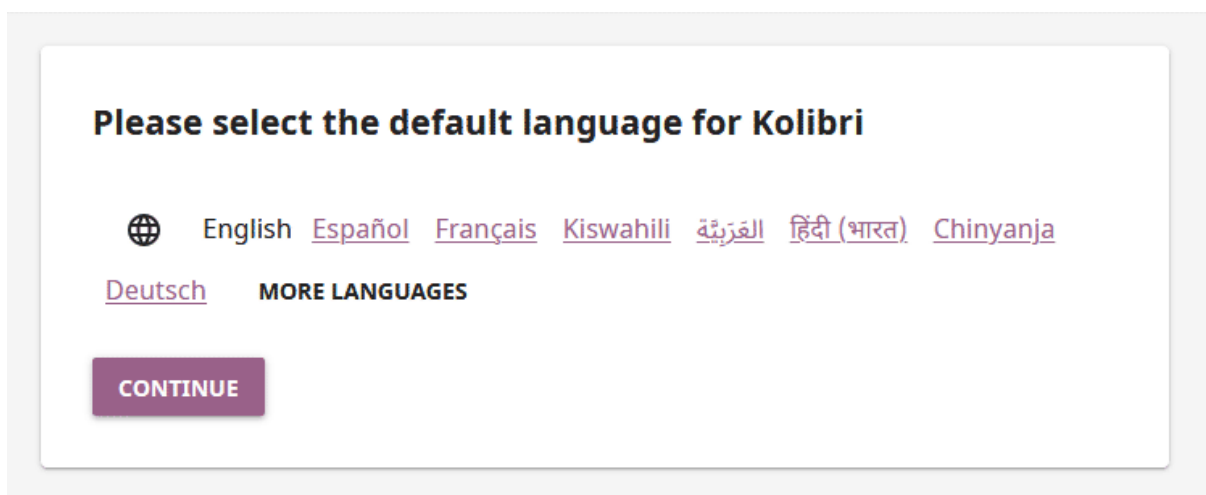 Please select the default language for Kolibri
English Español Français Kiswahili العَرَبِيَّة हिंदी (भारत) Chinyanja
Deutsch MORE LANGUAGES
CONTINUE